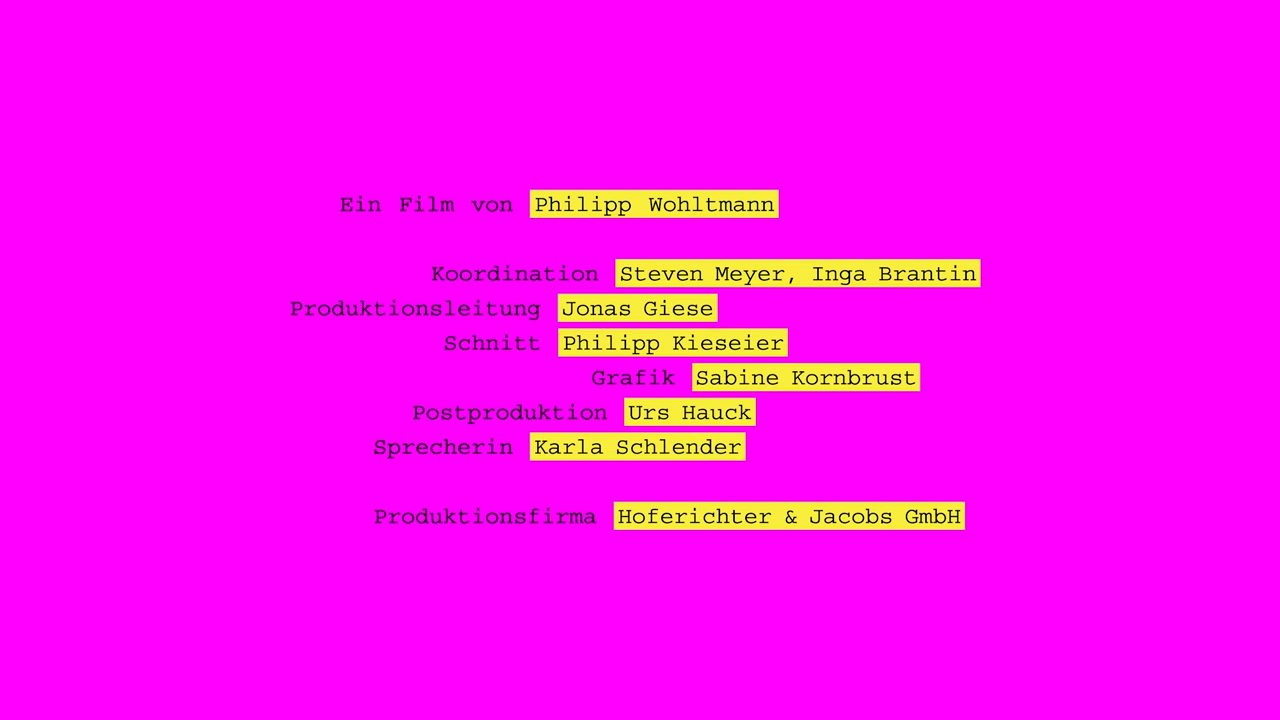 Ein Film von Philipp Wohltmann
Koordination Steven Meyer, Inga Brantin
Produktionsleitung Jonas Giese
Schnitt Philipp Kieseier
Grafik Sabine Kornbrust
Postproduktion Urs Hauck
Sprecherin Karla Schlender
Produktionsfirma Hoferichter & Jacobs GmbH